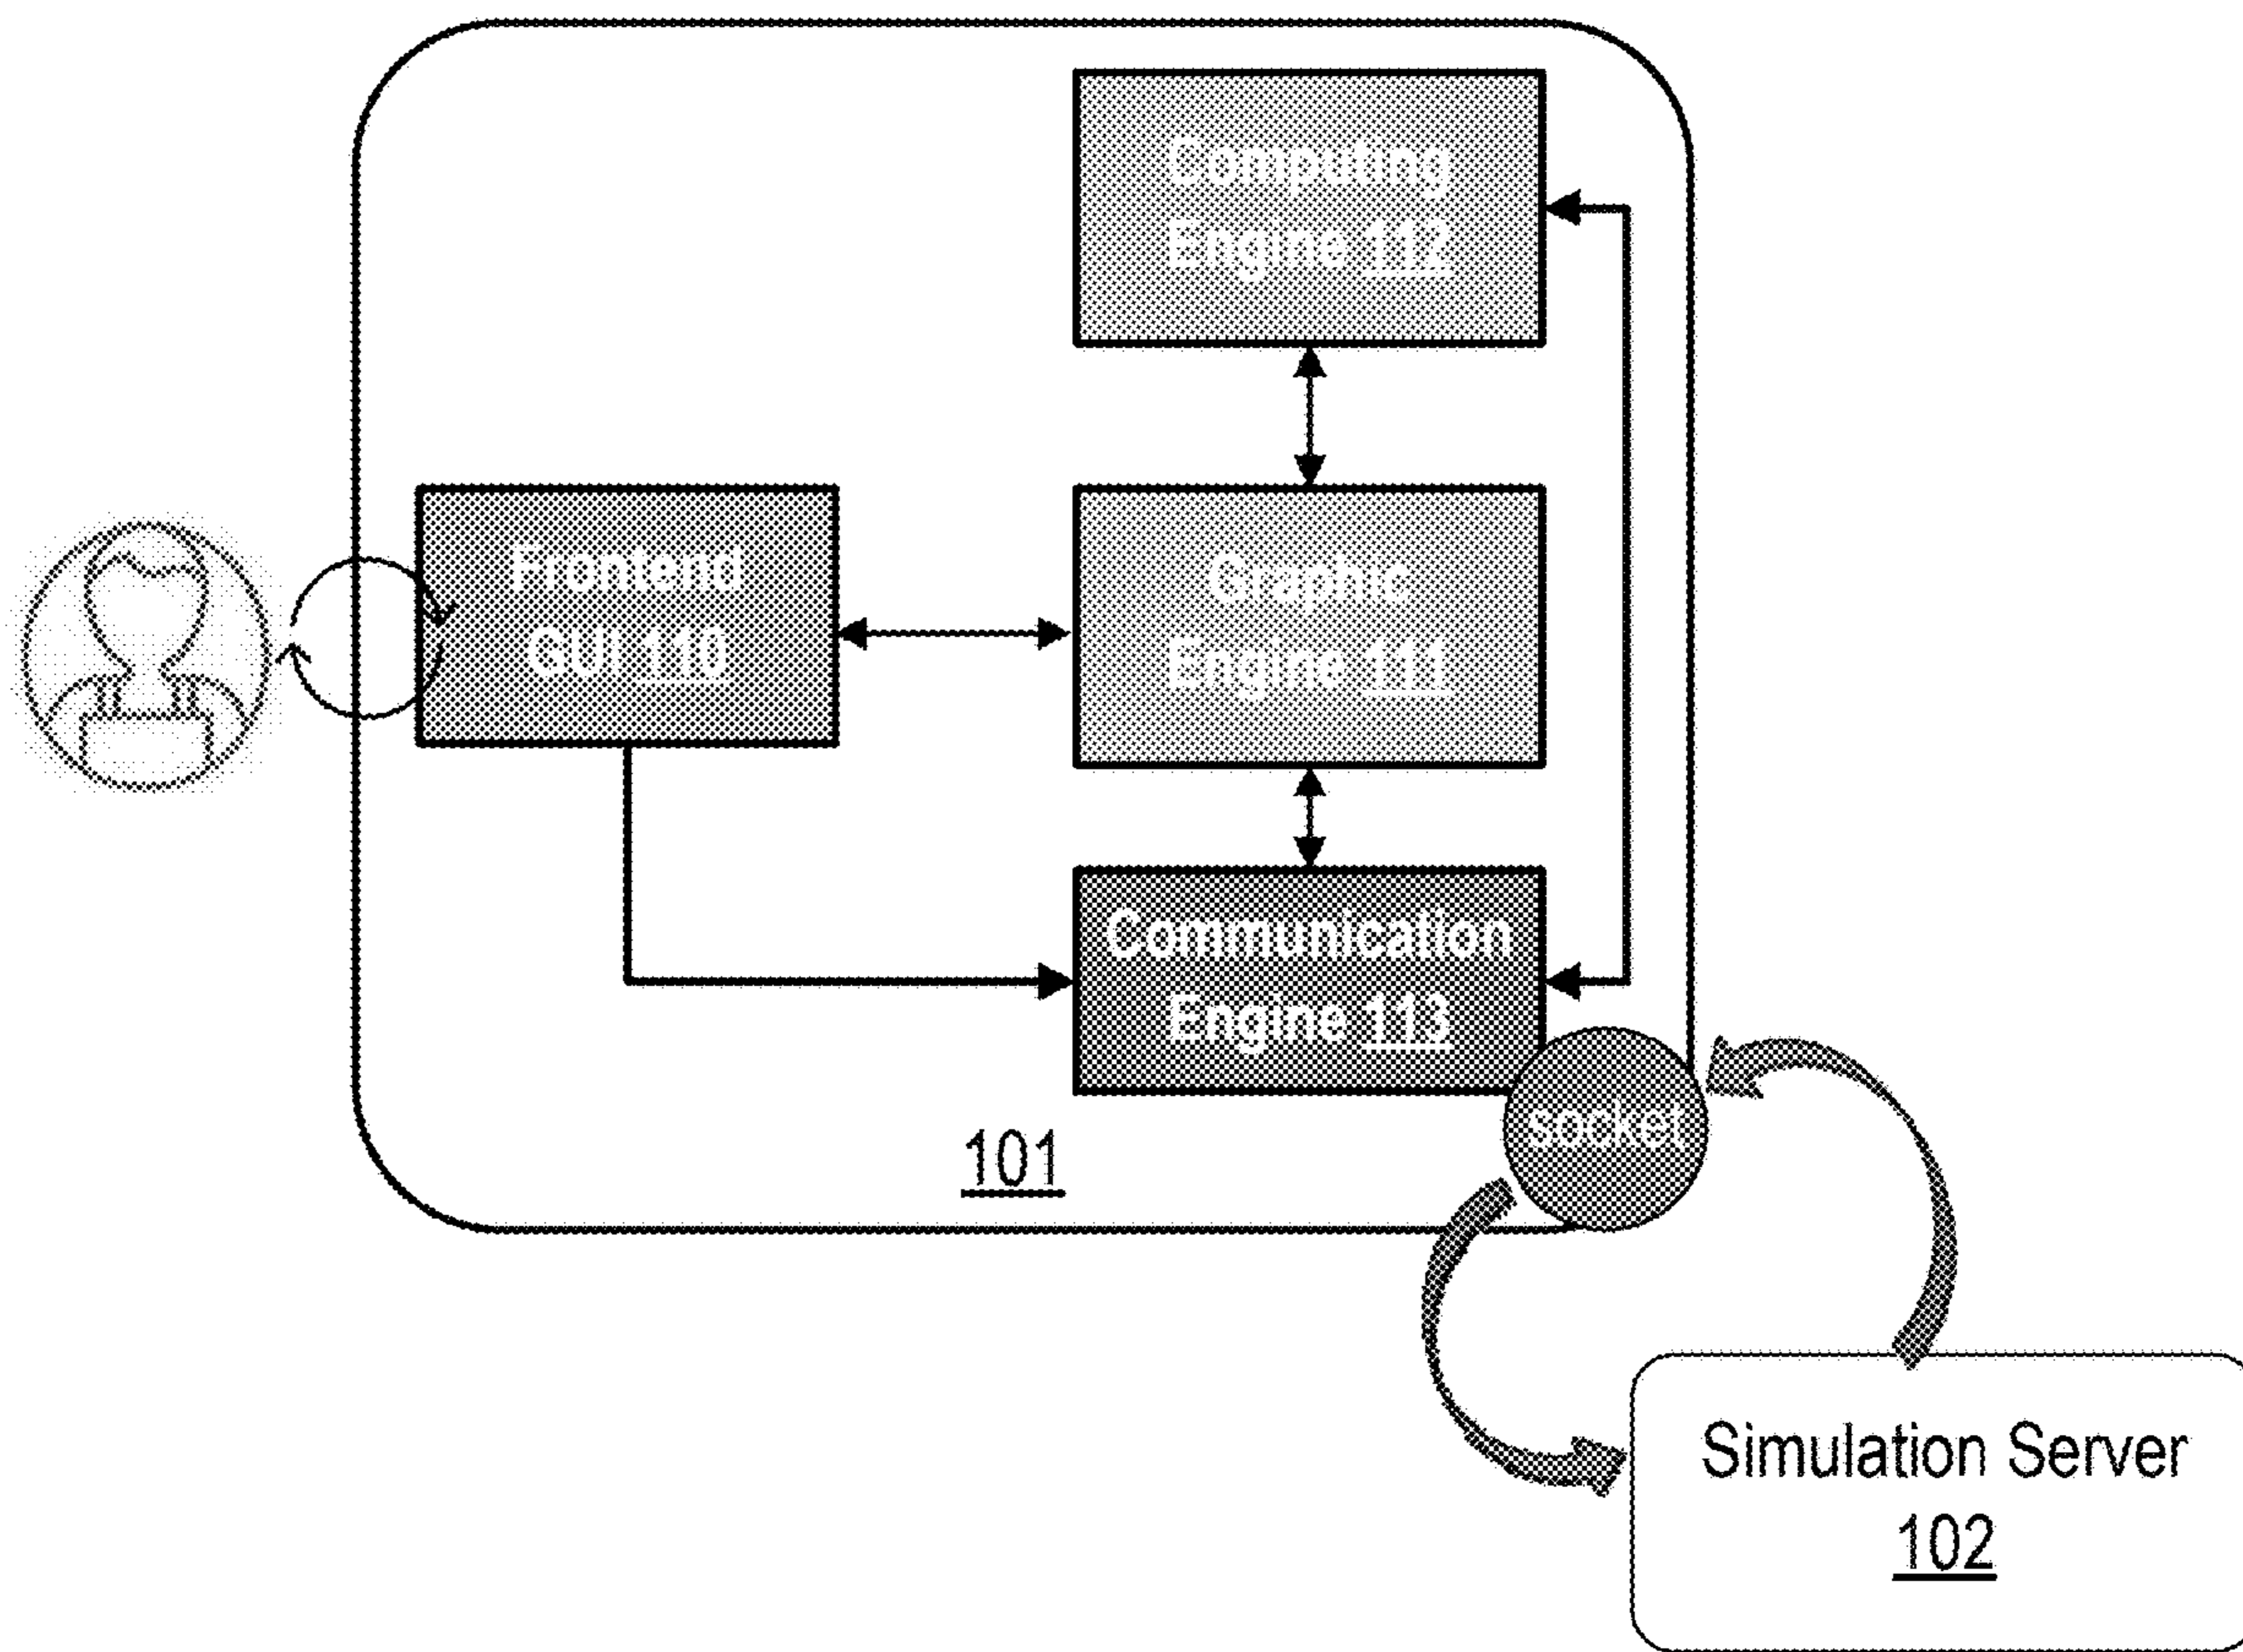 Computing
Engine 112
Frontend
GUI 110
Graphic
Engine 111
Communication
Engine 113
socket
101
Simulation Server
102